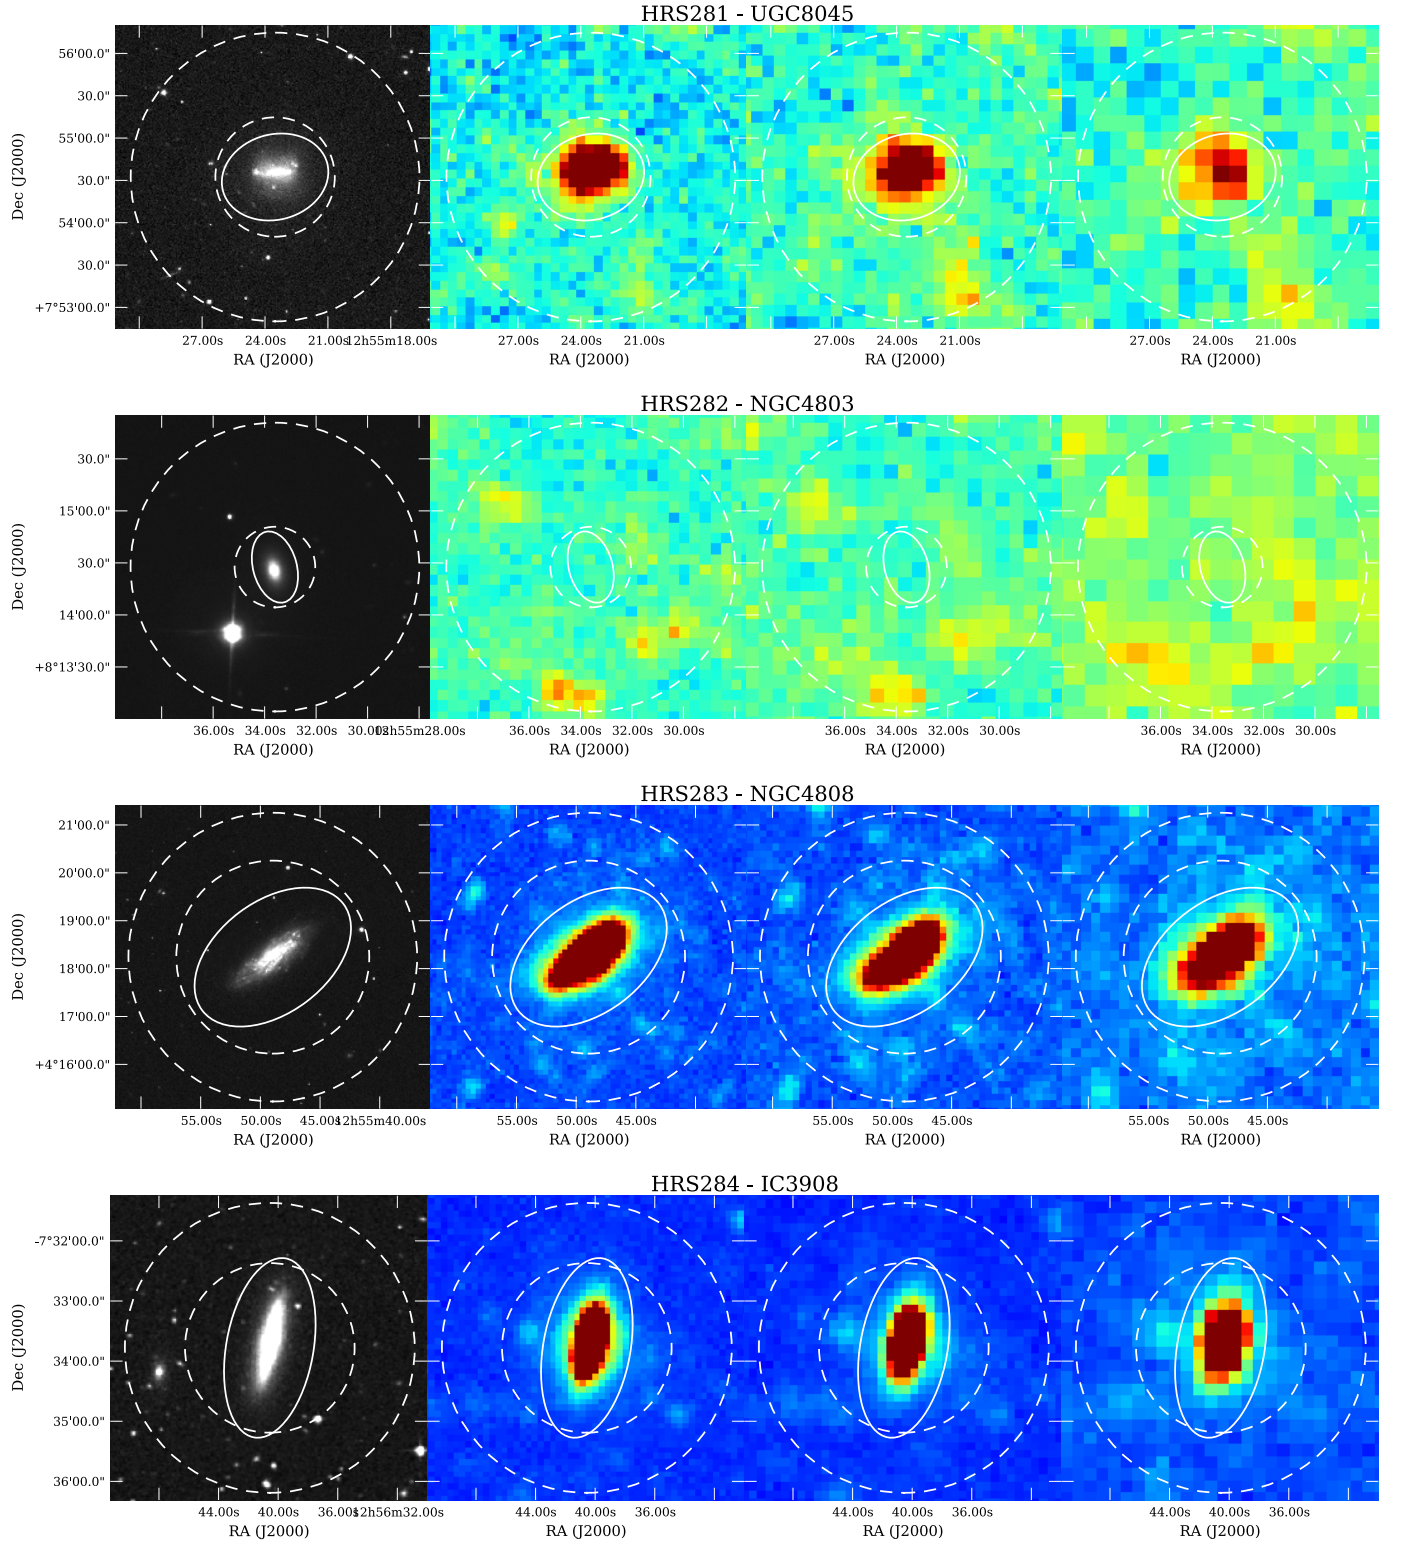 HRS281 - UGC8045
56'00.0"
30.0"
55'00.0"
30.0"
54'00.0"
30.0"
+7°53'00.0"
Dec (J2000)
27.00s 24.00s 21.00s 12h55m18.00s 27.00s 24.00s 21.00s 27.00s 24.00s 21.00s 27.00s 24.00s 21.00s
RA (J2000) RA (J2000) RA (J2000) RA (J2000)
HRS282 - NGC4803
30.0"
15'00.0"
30.0"
14'00.0"
+8°13'30.0"
Dec (J2000)
36.00s 34.00s 32.00s 30.00s 12h55m28.00s 36.00s 34.00s 32.00s 30.00s 36.00s 34.00s 32.00s 30.00s 36.00s 34.00s 32.00s 30.00s
RA (J2000) RA (J2000) RA (J2000) RA (J2000)
HRS283 - NGC4808
21'00.0"
20'00.0"
19'00.0"
18'00.0"
17'00.0"
+4°16'00.0"
Dec (J2000)
55.00s 50.00s 45.00s 12h55m40.00s 55.00s 50.00s 45.00s 55.00s 50.00s 45.00s 55.00s 50.00s 45.00s
RA (J2000) RA (J2000) RA (J2000) RA (J2000)
HRS284 - IC3908
-7°32'00.0"
33'00.0"
34'00.0"
35'00.0"
36'00.0"
Dec (J2000)
44.00s 40.00s 36.00s 12h56m32.00s 44.00s 40.00s 36.00s 44.00s 40.00s 36.00s 44.00s 40.00s 36.00s
RA (J2000) RA (J2000) RA (J2000) RA (J2000)